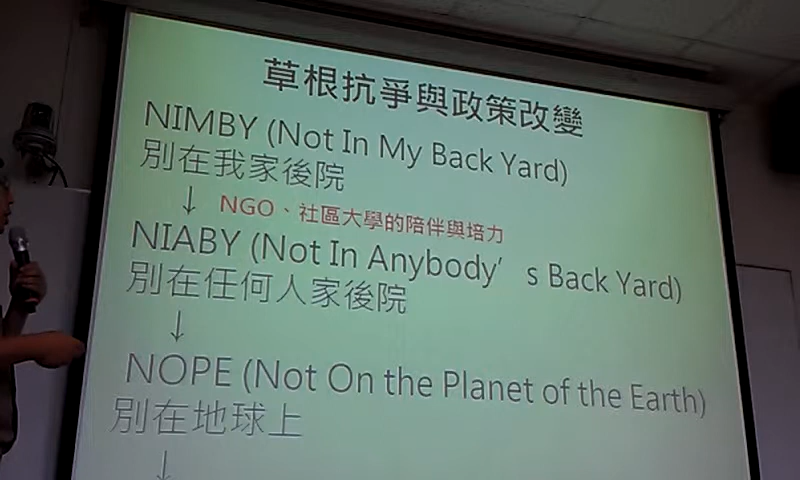 草根抗爭與政策改變
NIMBY (Not In My Back Yard)
別在我家後院
↓ NGO、社區大學的陪伴與培力
NIABY (Not In Anybody’s Back Yard)
別在任何人家後院
↓
NOPE (Not On the Planet of the Earth)
別在地球上
↓